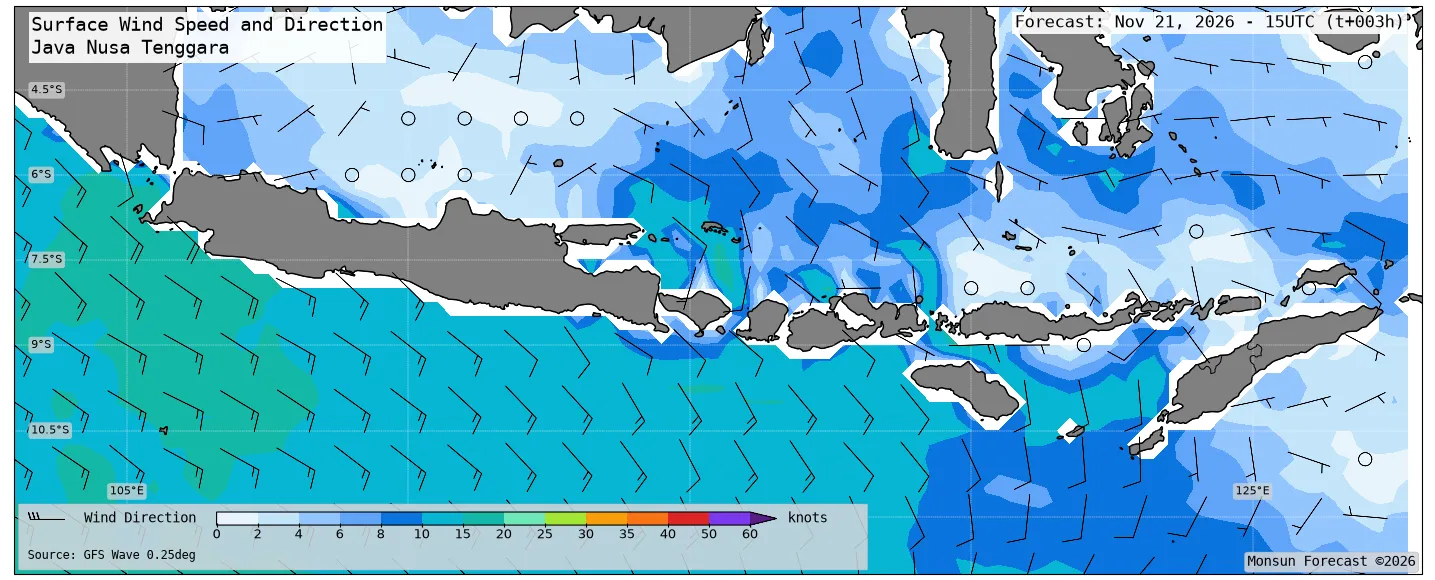 Surface Wind Speed and Direction
Java Nusa Tenggara
Forecast: Nov 21, 2026 - 15UTC (t+003h)
4.5°S
6°S
7.5°S
9°S
10.5°S
105°E
125°E
Wind Direction
0 2 4 6 8 10 15 20 25 30 35 40 50 60
knots
Source: GFS Wave 0.25deg
Monsun Forecast ©2026